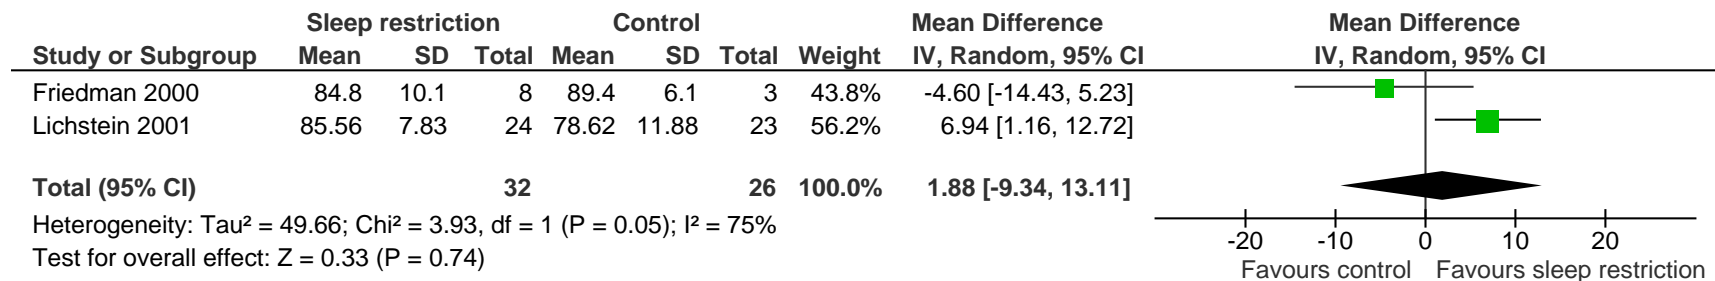 Sleep restriction Control Mean Difference Mean Difference
Study or Subgroup Mean SD Total Mean SD Total Weight IV, Random, 95% CI IV, Random, 95% CI
Friedman 2000 84.8 10.1 8 89.4 6.1 3 43.8% -4.60 [-14.43, 5.23]
Lichstein 2001 85.56 7.83 24 78.62 11.88 23 56.2% 6.94 [1.16, 12.72]
Total (95% CI) 32 26 100.0% 1.88 [-9.34, 13.11]
Heterogeneity: Tau² = 49.66; Chi² = 3.93, df = 1 (P = 0.05); I² = 75%
Test for overall effect: Z = 0.33 (P = 0.74)
-20 -10 0 10 20
Favours control Favours sleep restriction